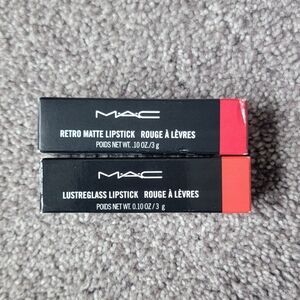 MAC
RETRO MATTE LIPSTICK ROUGE À LÈVRES
POIDS NET WT. .10 OZ./3 g
MAC
LUSTREGLASS LIPSTICK ROUGE À LÈVRES
POIDS NET WT. 0.10 OZ / 3 g